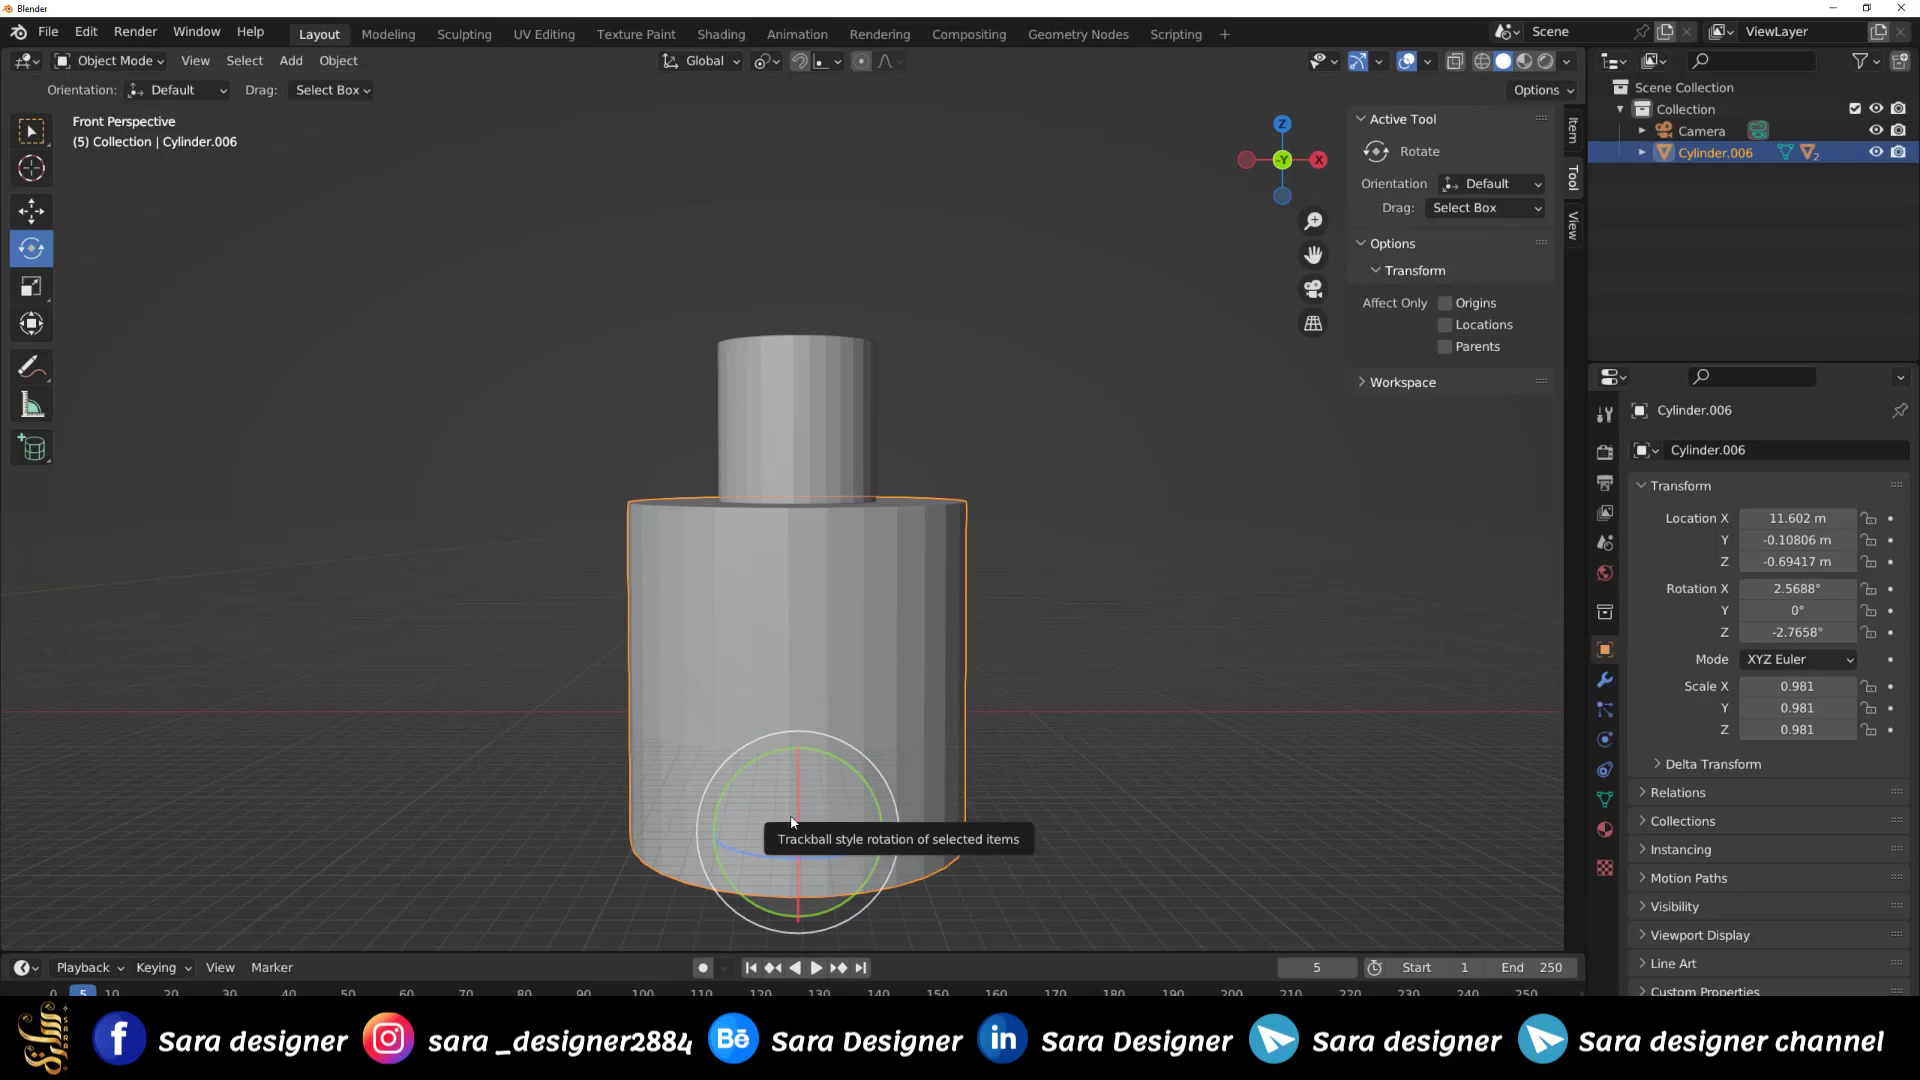 Blender
File Edit Render Window Help
Layout Modeling Sculpting UV Editing Texture Paint Shading Animation Rendering Compositing Geometry Nodes Scripting +
Scene
ViewLayer
Object Mode View Select Add Object
Global
Orientation: Default Drag: Select Box
Options
Front Perspective
(5) Collection | Cylinder.006
Z
X
-Y
Active Tool
Rotate
Orientation Default
Drag: Select Box
Options
Transform
Affect Only Origins
Locations
Parents
Workspace
Item
Tool
View
Scene Collection
Collection
Camera
Cylinder.006
2
Cylinder.006
Cylinder.006
Transform
Location X 11.602 m
Y -0.10806 m
Z -0.69417 m
Rotation X 2.5688°
Y 0°
Z -2.7658°
Mode XYZ Euler
Scale X 0.981
Y 0.981
Z 0.981
Delta Transform
Relations
Collections
Instancing
Motion Paths
Visibility
Viewport Display
Line Art
Custom Properties
Trackball style rotation of selected items
Playback Keying View Marker
5 Start 1 End 250
0 5 10 20 30 40 50 60 70 80 90 100 110 120 130 140 150 160 170 180 190 200 210 220 230 240 250
Sara designer sara _designer2884 Bē Sara Designer in Sara Designer Sara designer Sara designer channel